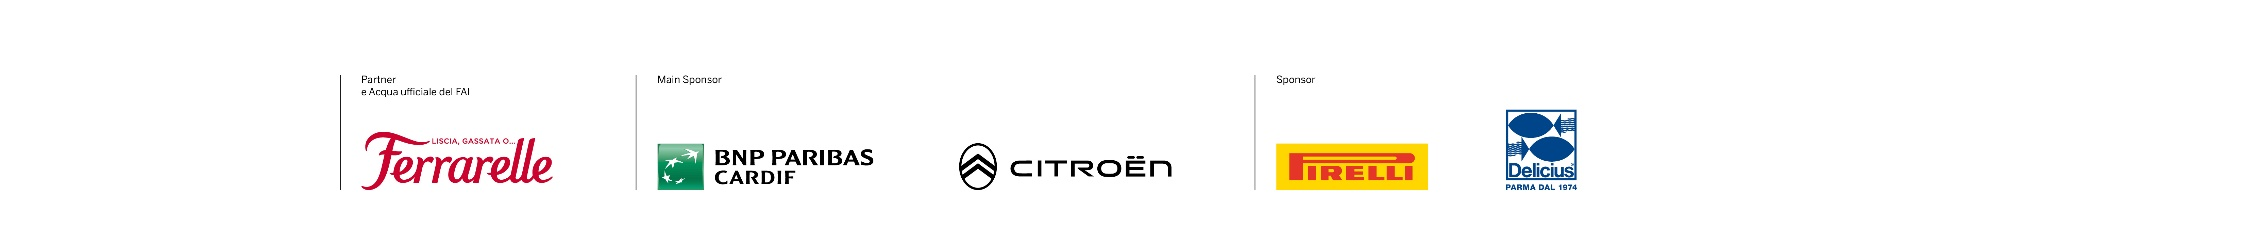 Partner
e Acqua ufficiale del FAI
LISCIA, GASSATA O...
Ferrarelle
Main Sponsor
BNP PARIBAS
CARDIF
CITROËN
Sponsor
PIRELLI
Delicius
PARMA DAL 1974